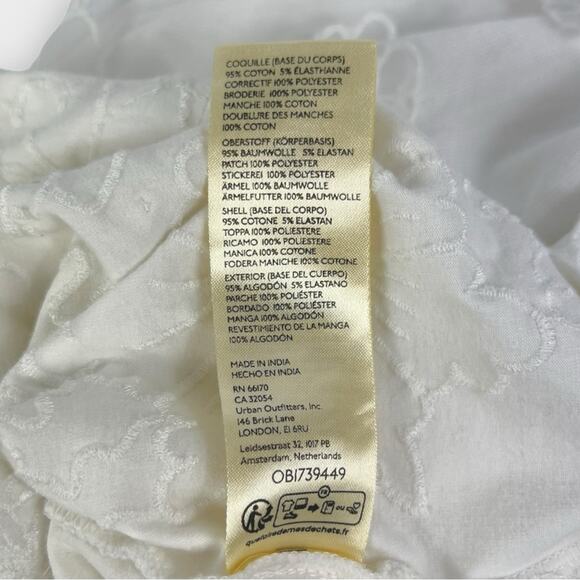 COQUILLE (BASE DU CORPS)
95% COTON 5% ÉLASTHANNE
CORRECTIF 100% POLYESTER
BRODERIE 100% POLYESTER
MANCHE 100% COTON
DOUBLURE DES MANCHES
100% COTON
OBERSTOFF (KÖRPERBASIS)
95% BAUMWOLLE 5% ELASTAN
PATCH 100% POLYESTER
STICKEREI 100% POLYESTER
ÄRMEL 100% BAUMWOLLE
ÄRMELFUTTER 100% BAUMWOLLE
SHELL (BASE DEL CORPO)
95% COTONE 5% ELASTAN
TOPPA 100% POLIESTERE
RICAMO 100% POLIESTERE
MANICA 100% COTONE
FODERA MANICHE 100% COTONE
EXTERIOR (BASE DEL CUERPO)
95% ALGODÓN 5% ELASTANO
PARCHE 100% POLIÉSTER
BORDADO 100% POLIÉSTER
MANGA 100% ALGODÓN
REVESTIMIENTO DE LA MANGA
100% ALGODÓN
MADE IN INDIA
HECHO EN INDIA
RN 66170
CA 32054
Urban Outfitters, Inc.
146 Brick Lane
LONDON, E1 6RU
Leidsestraat 32, 1017 PB
Amsterdam, Netherlands
OB1739449
FR
OU
quefairedemesdechets.fr